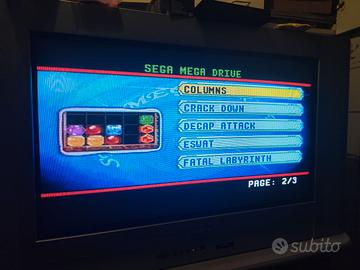 SEGA MEGA DRIVE
COLUMNS
CRACK DOWN
DECAP ATTACK
ESWAT
FATAL LABYRINTH
PAGE: 2/3
subito